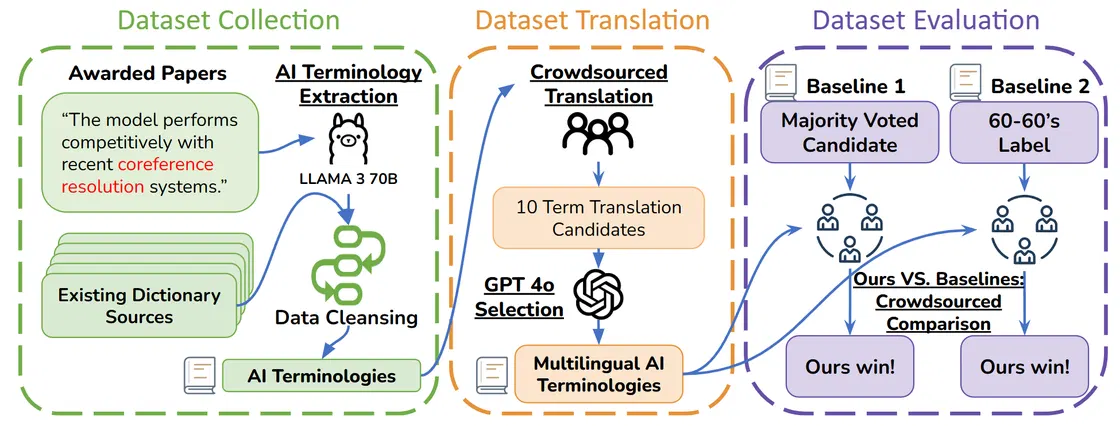 Dataset Collection
Awarded Papers
“The model performs
competitively with
recent coreference
resolution systems.”
AI Terminology
Extraction
LLAMA 3 70B
Existing Dictionary
Sources
Data Cleansing
AI Terminologies
Dataset Translation
Crowdsourced
Translation
10 Term Translation
Candidates
GPT 4o
Selection
Multilingual AI
Terminologies
Dataset Evaluation
Baseline 1
Majority Voted
Candidate
Baseline 2
60-60’s
Label
Ours VS. Baselines:
Crowdsourced
Comparison
Ours win!
Ours win!